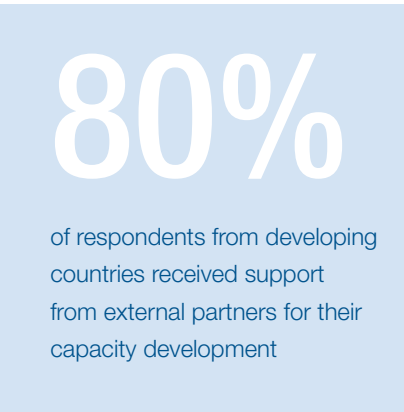 80%
of respondents from developing
countries received support
from external partners for their
capacity development